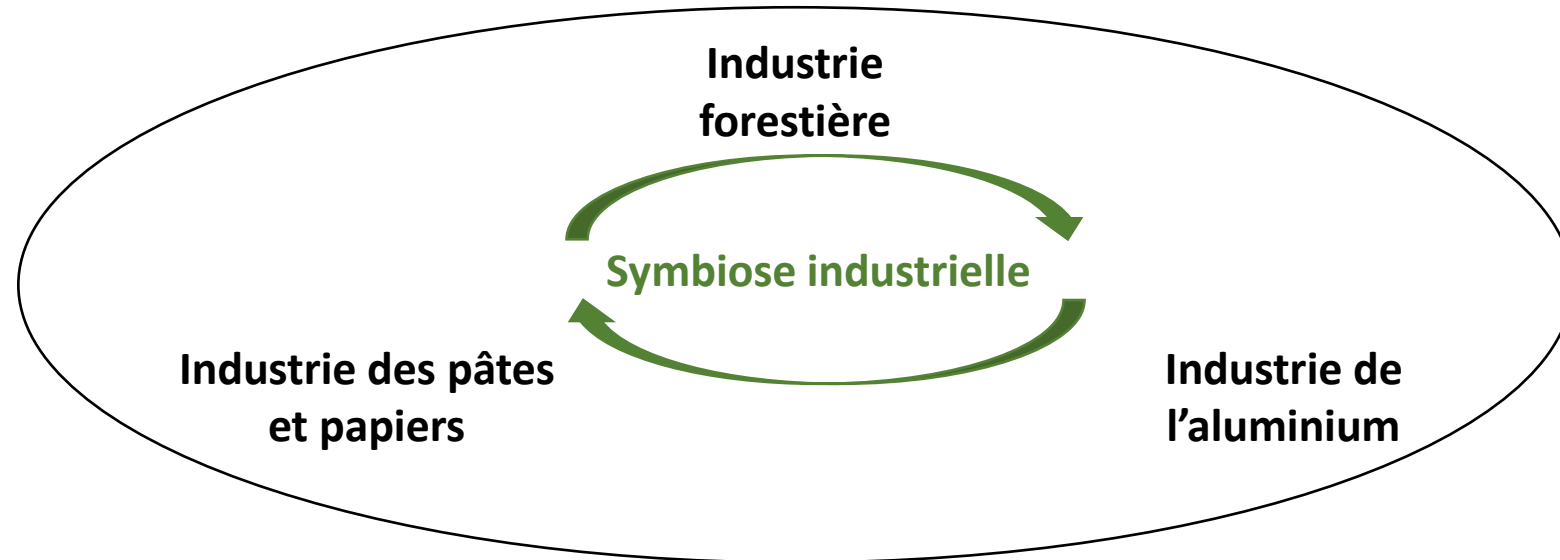 Industrie
forestière
Symbiose industrielle
Industrie des pâtes
et papiers
Industrie de
l’aluminium